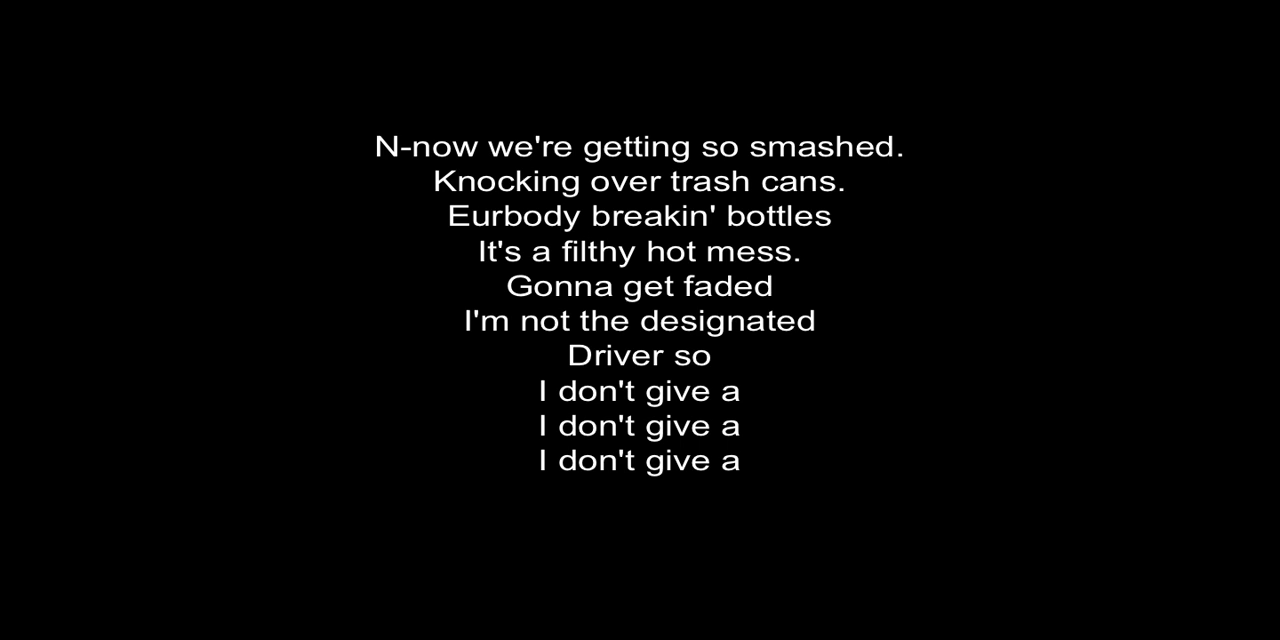 N-now we're getting so smashed.
Knocking over trash cans.
Eurbody breakin' bottles
It's a filthy hot mess.
Gonna get faded
I'm not the designated
Driver so
I don't give a
I don't give a
I don't give a